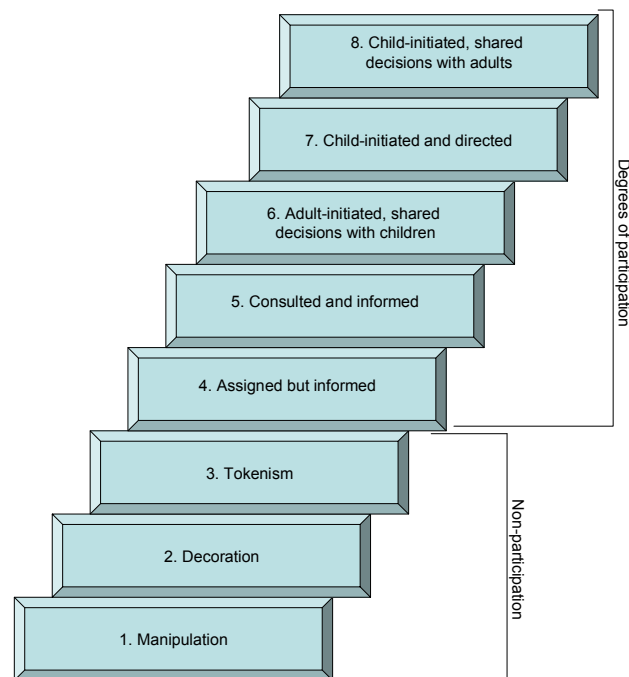 8. Child-initiated, shared
decisions with adults
7. Child-initiated and directed
6. Adult-initiated, shared
decisions with children
5. Consulted and informed
4. Assigned but informed
3. Tokenism
2. Decoration
1. Manipulation
Degrees of participation
Non-participation